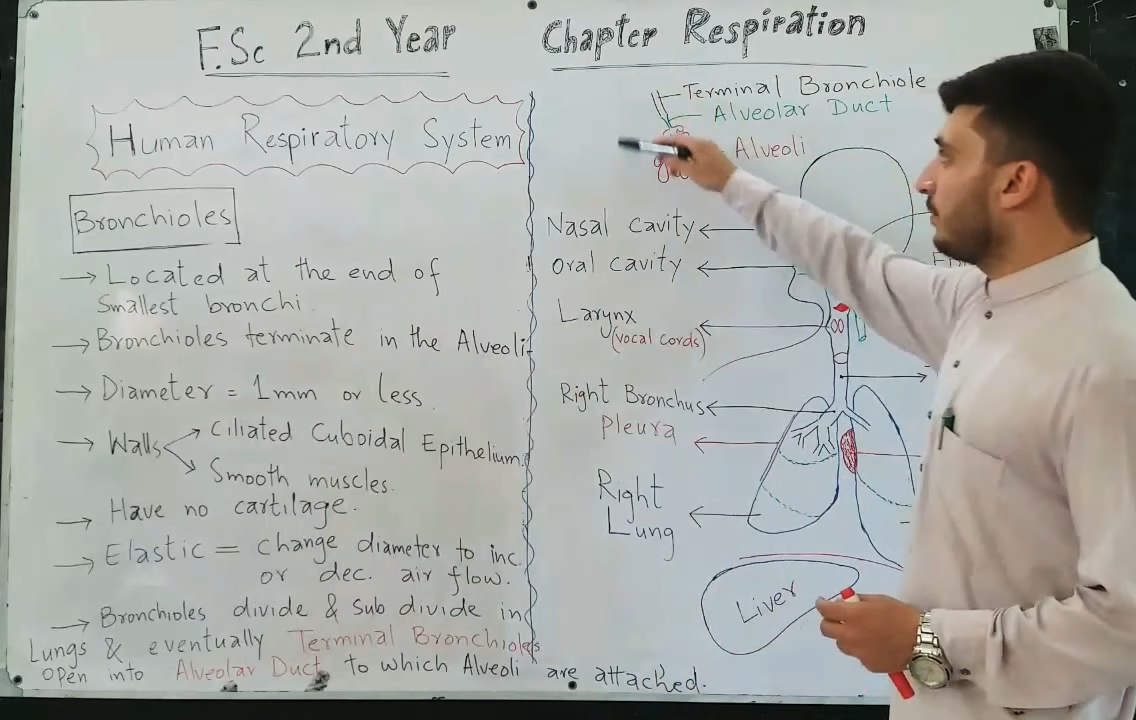 F.Sc 2nd Year Chapter Respiration
Human Respiratory System
Bronchioles
→ Located at the end of
Smallest bronchi
→ Bronchioles terminate in the Alveoli
→ Diameter = 1mm or less
→ Walls → Ciliated Cuboidal Epithelium
→ Smooth muscles.
→ Have no cartilage.
→ Elastic = change diameter to inc.
or dec. air flow.
→ Bronchioles divide & sub divide in
Lungs & eventually Terminal Bronchioles
open into Alveolar Duct to which Alveoli are attached.
Terminal Bronchiole
Alveolar Duct
Alveoli
Nasal cavity
Oral cavity
Larynx
(vocal cords)
Right Bronchus
Pleura
Right
Lung
Liver